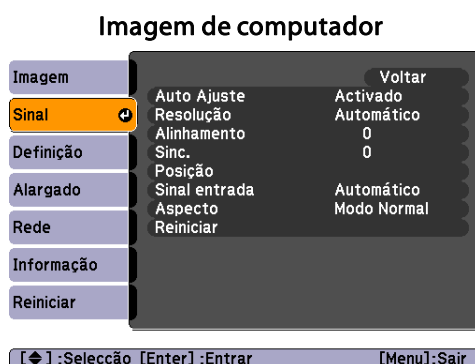 Imagem de computador
Imagem
Sinal
Definição
Alargado
Rede
Informação
Reiniciar
Voltar
Auto Ajuste Activado
Resolução Automático
Alinhamento 0
Sinc. 0
Posição
Sinal entrada Automático
Aspecto Modo Normal
Reiniciar
[◆] :Selecção [Enter] :Entrar [Menu]:Sair